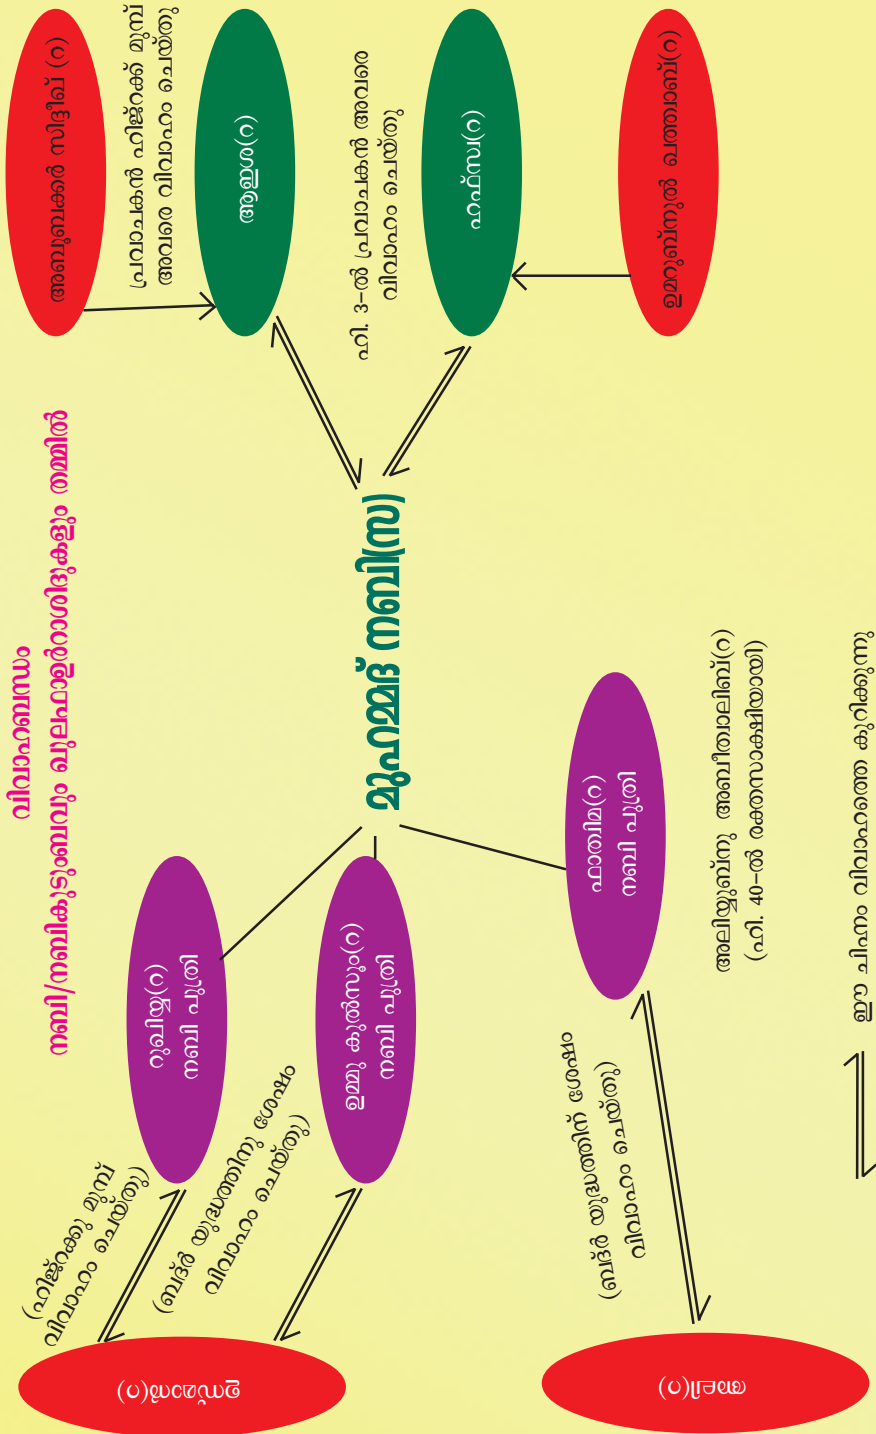 വിവാഹബന്ധം
നബി/നബികുടുംബവും ഖുലഫാഉർറാശിദുകളും തമ്മിൽ
അബൂബക്കർ സിദ്ദീഖ് (റ)
പ്രവാചകൻ ഹിജ്റക്ക് മുമ്പ്
അവരെ വിവാഹം ചെയ്തു
ആഇശ(റ)
ഹി. 3-ൽ പ്രവാചകൻ അവരെ
വിവാഹം ചെയ്തു
ഹഫ്സ(റ)
ഉമറുബ്നുൽ ഖത്ത്വാബ്(റ)
മുഹമ്മദ് നബി(സ്വ)
റുഖിയ്യ(റ)
നബി പുത്രി
ഉമ്മു കുൽസും(റ)
നബി പുത്രി
ഫാത്വിമ(റ)
നബി പുത്രി
(ഹിജ്റക്കു മുമ്പ്
വിവാഹം ചെയ്തു)
(ബദ്ർ യുദ്ധത്തിനു ശേഷം
വിവാഹം ചെയ്തു)
(ബദ്ർ യുദ്ധത്തിന് ശേഷം
വിവാഹം ചെയ്തു)
ഉസ്മാൻ(റ)
അലി(റ)
അലിയ്യുബ്നു അബീത്വാലിബ്(റ)
(ഹി. 40-ൽ രക്തസാക്ഷിയായി)
ഈ ചിഹ്നം വിവാഹത്തെ കുറിക്കുന്നു